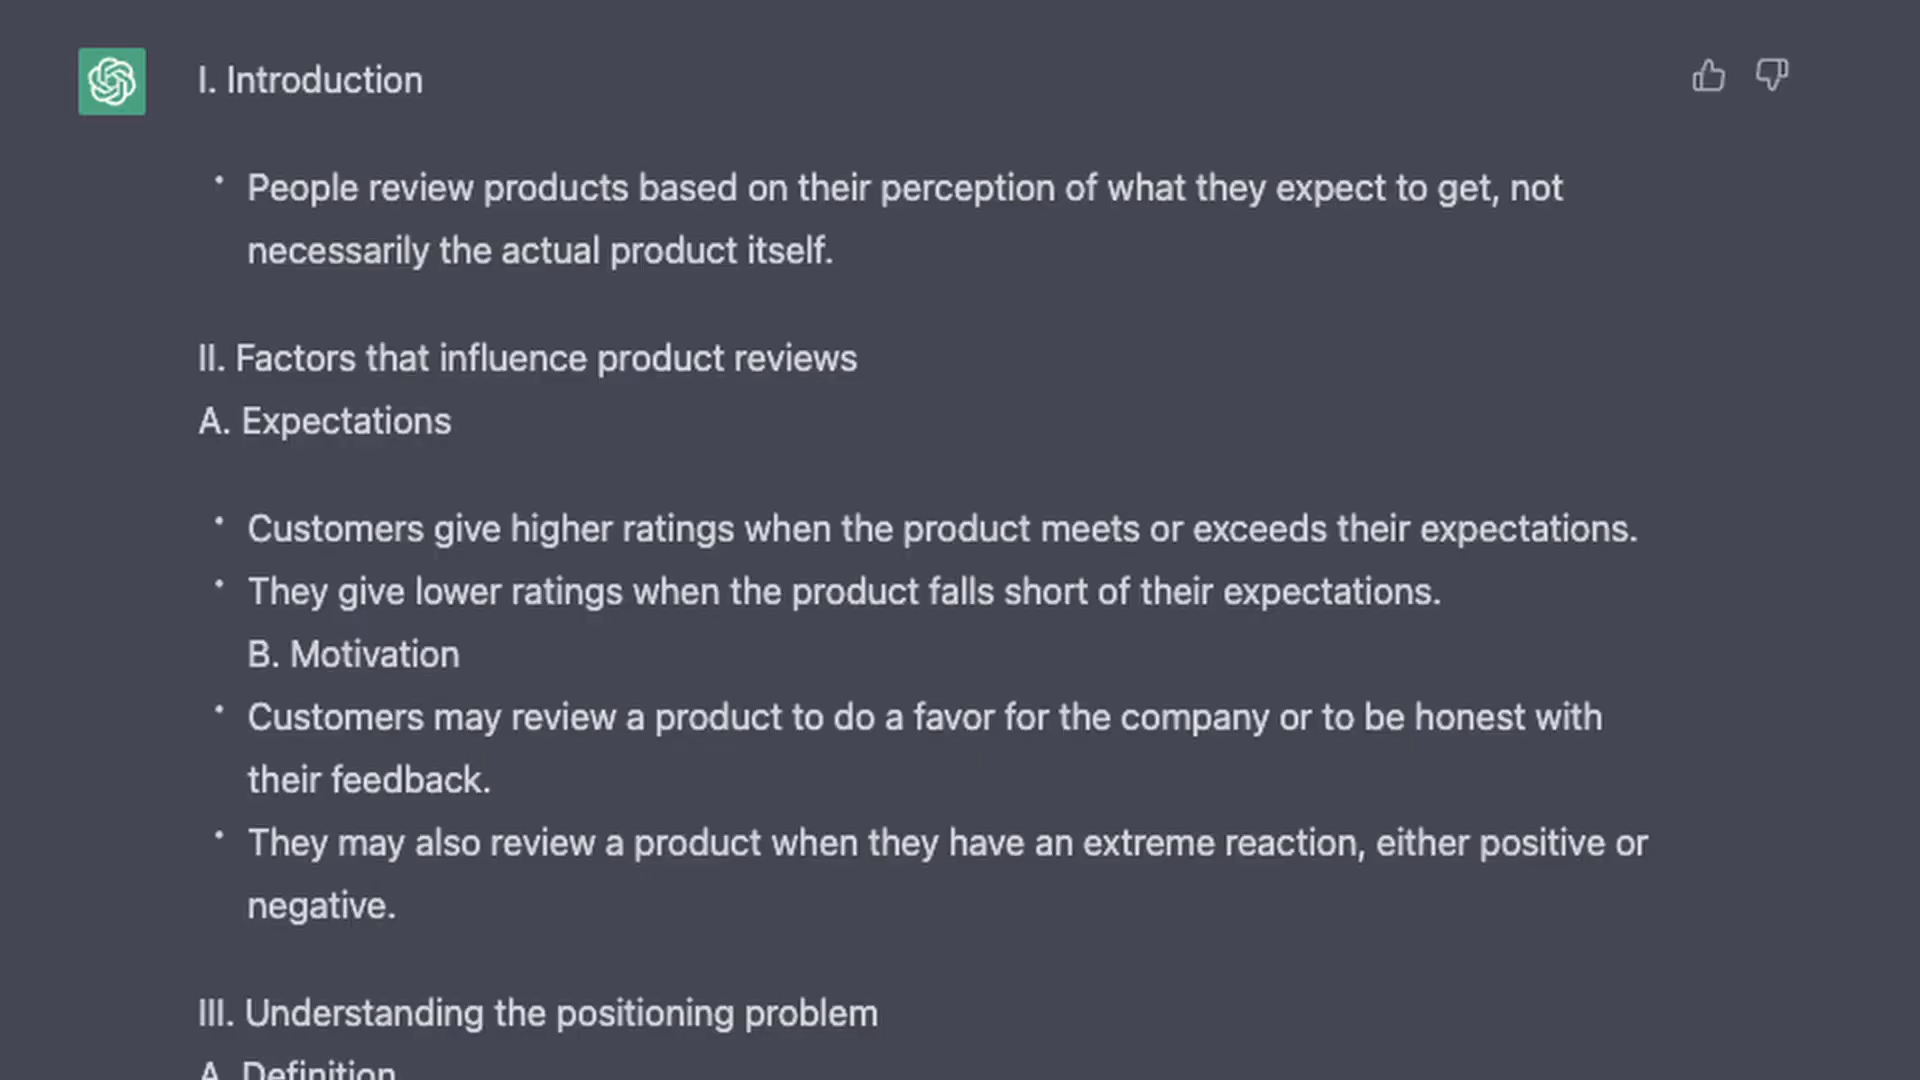 I. Introduction
• People review products based on their perception of what they expect to get, not
necessarily the actual product itself.
II. Factors that influence product reviews
A. Expectations
• Customers give higher ratings when the product meets or exceeds their expectations.
• They give lower ratings when the product falls short of their expectations.
B. Motivation
• Customers may review a product to do a favor for the company or to be honest with
their feedback.
• They may also review a product when they have an extreme reaction, either positive or
negative.
III. Understanding the positioning problem
A. Definition